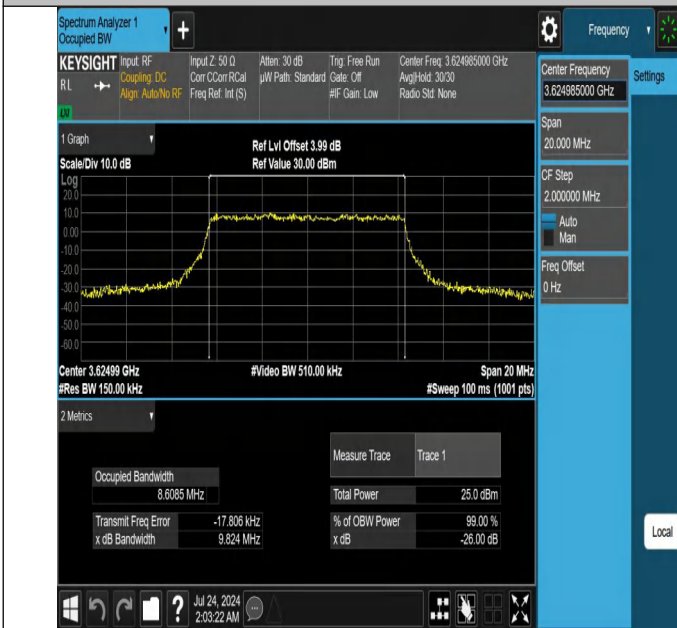 Spectrum Analyzer 1
Occupied BW
+
Frequency
KEYSIGHT
RL
LXI
Input: RF
Coupling: DC
Align: Auto/No RF
Input Z: 50 Ω
Corr CCorr RCal
Freq Ref: Int (S)
Atten: 30 dB
µW Path: Standard
Trig: Free Run
Gate: Off
#IF Gain: Low
Center Freq: 3.624985000 GHz
Avg|Hold: 30/30
Radio Std: None
Center Frequency
3.624985000 GHz
Settings
Span
20.000 MHz
CF Step
2.000000 MHz
Auto
Man
Freq Offset
0 Hz
1 Graph
Scale/Div 10.0 dB
Ref Lvl Offset 3.99 dB
Ref Value 30.00 dBm
Log
20.0
10.0
0.00
-10.0
-20.0
-30.0
-40.0
-50.0
-60.0
Center 3.62499 GHz
#Res BW 150.00 kHz
#Video BW 510.00 kHz
Span 20 MHz
#Sweep 100 ms (1001 pts)
2 Metrics
Measure Trace Trace 1
Occupied Bandwidth
8.6085 MHz
Total Power 25.0 dBm
Transmit Freq Error -17.806 kHz
% of OBW Power 99.00 %
x dB Bandwidth 9.824 MHz
x dB -26.00 dB
Local
?
Jul 24, 2024
2:03:22 AM